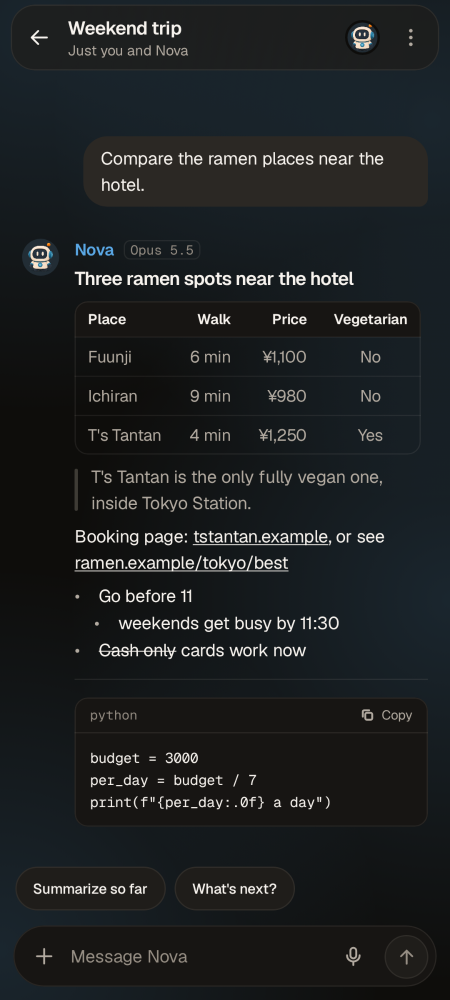 Weekend trip
Just you and Nova
Compare the ramen places near the
hotel.
Nova Opus 5.5
Three ramen spots near the hotel
Place Walk Price Vegetarian
Fuunji 6 min ¥1,100 No
Ichiran 9 min ¥980 No
T's Tantan 4 min ¥1,250 Yes
T's Tantan is the only fully vegan one,
inside Tokyo Station.
Booking page: tstantan.example, or see
ramen.example/tokyo/best
• Go before 11
• weekends get busy by 11:30
• Cash only cards work now
python Copy
budget = 3000
per_day = budget / 7
print(f"{per_day:.0f} a day")
Summarize so far What's next?
Message Nova